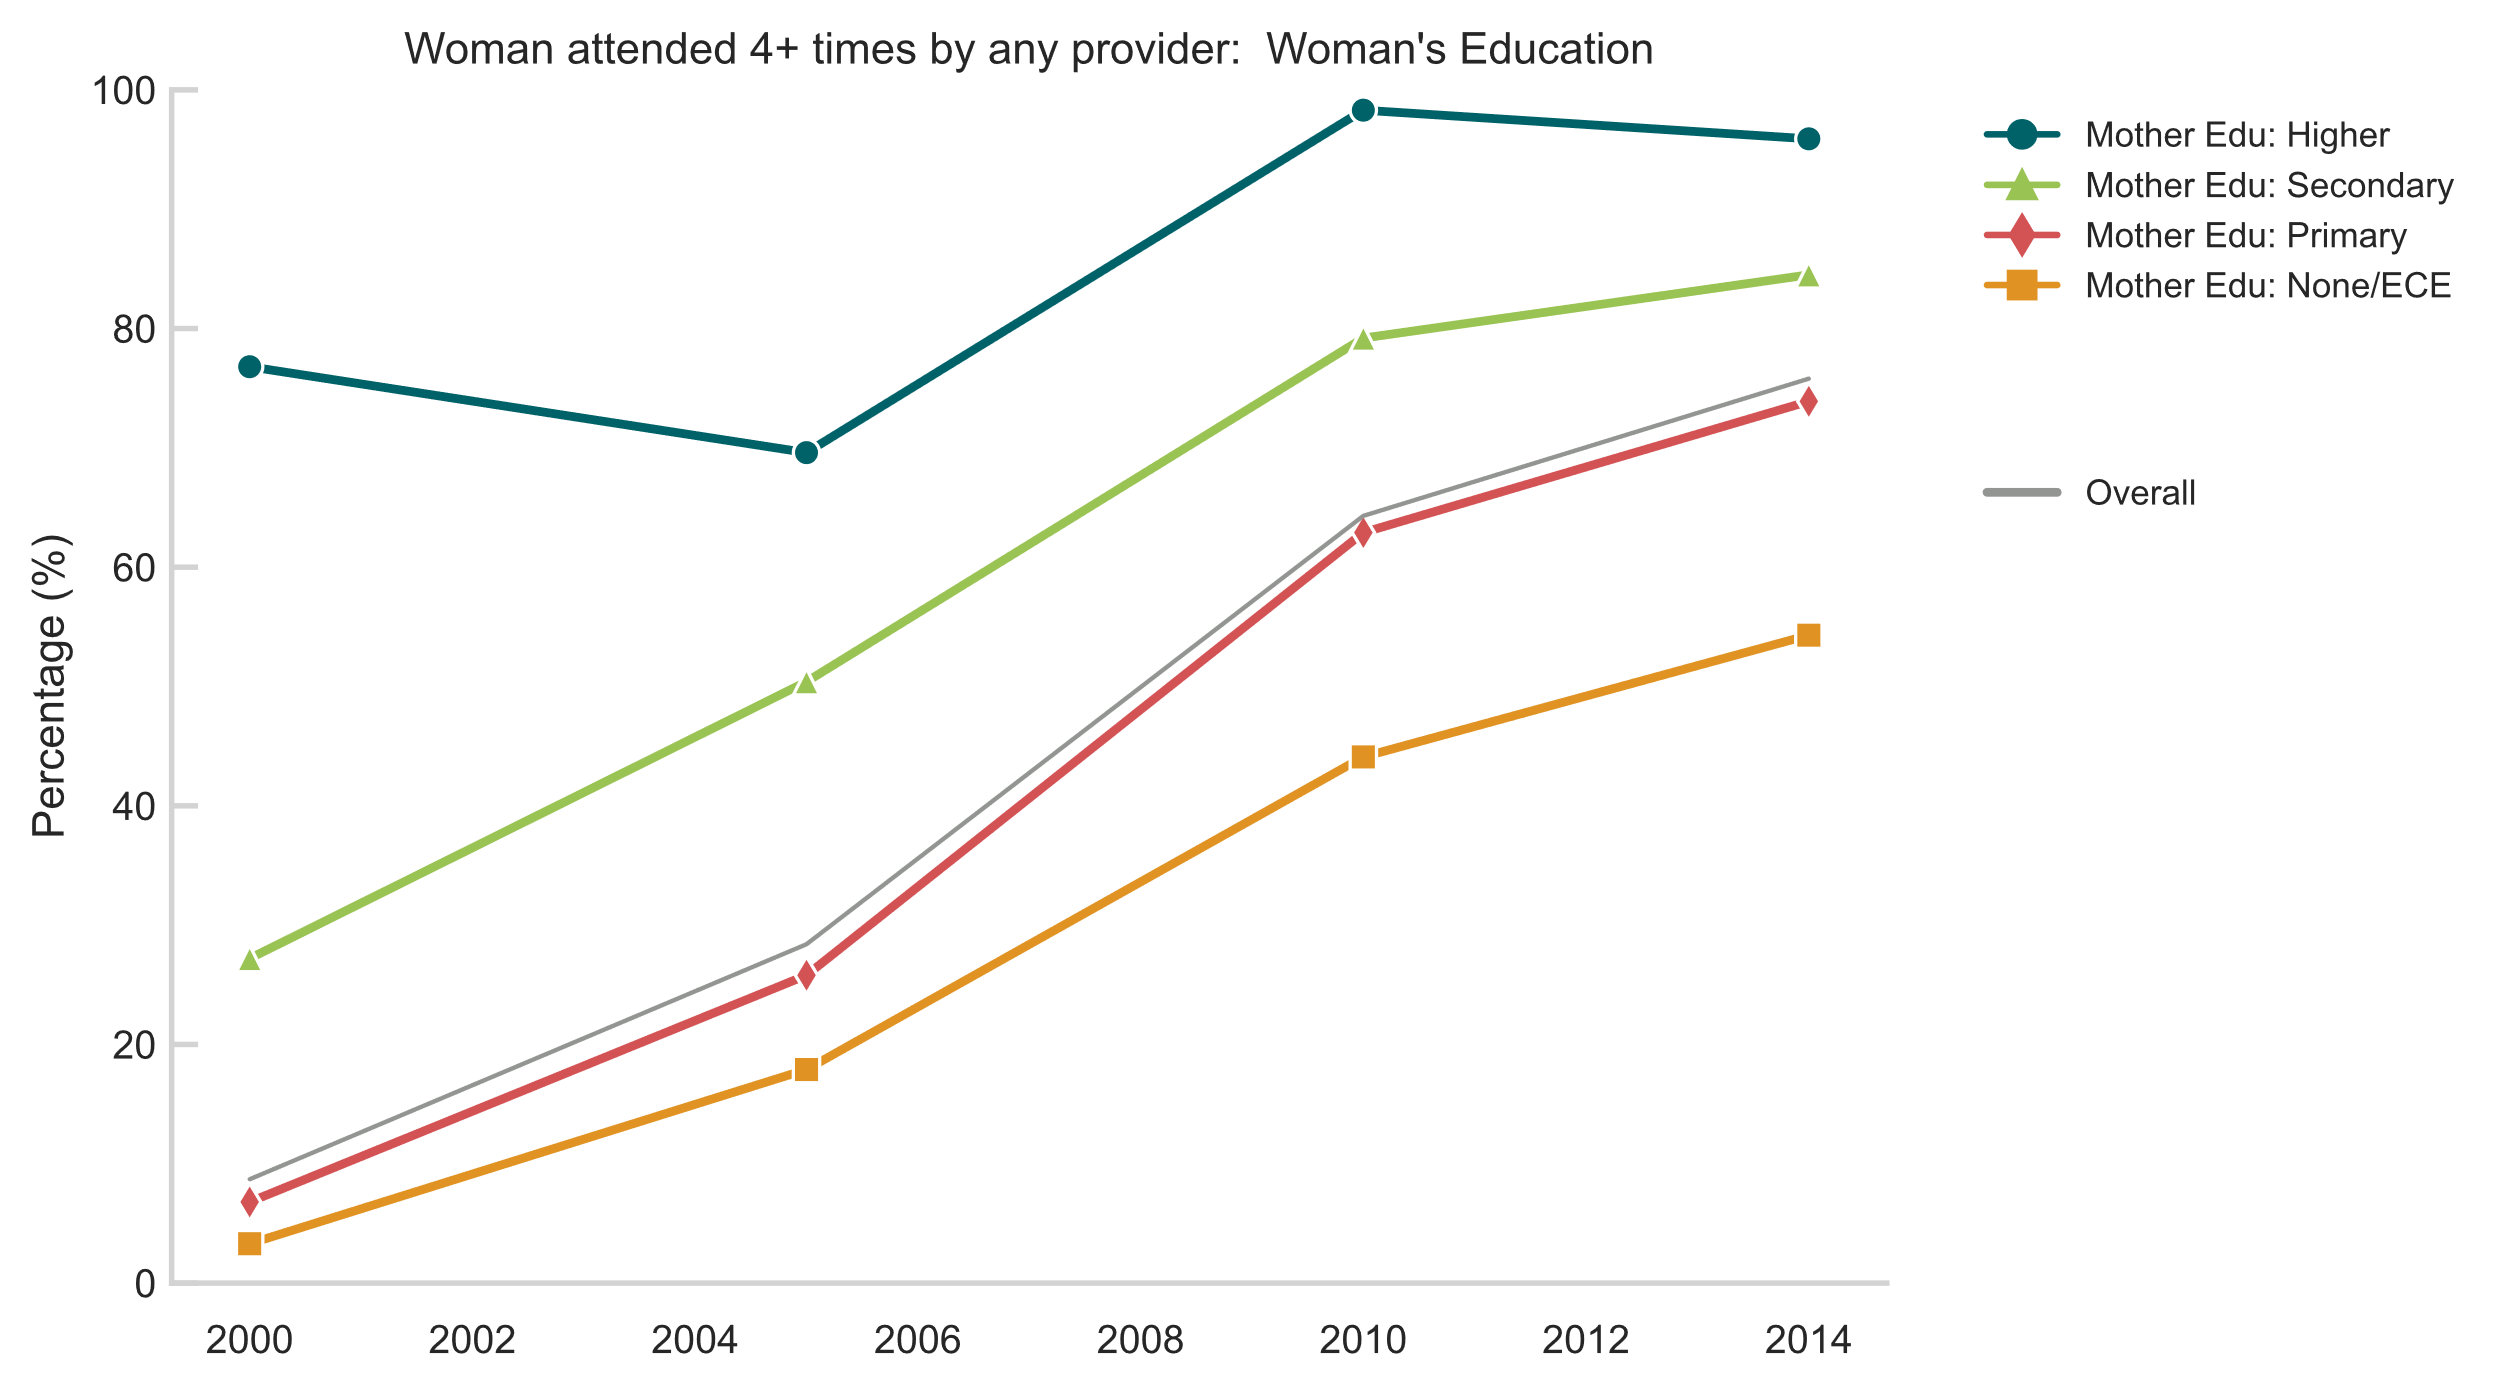 Woman attended 4+ times by any provider: Woman's Education
100
80
60
40
20
0
Percentage (%)
2000 2002 2004 2006 2008 2010 2012 2014
Mother Edu: Higher
Mother Edu: Secondary
Mother Edu: Primary
Mother Edu: None/ECE
Overall